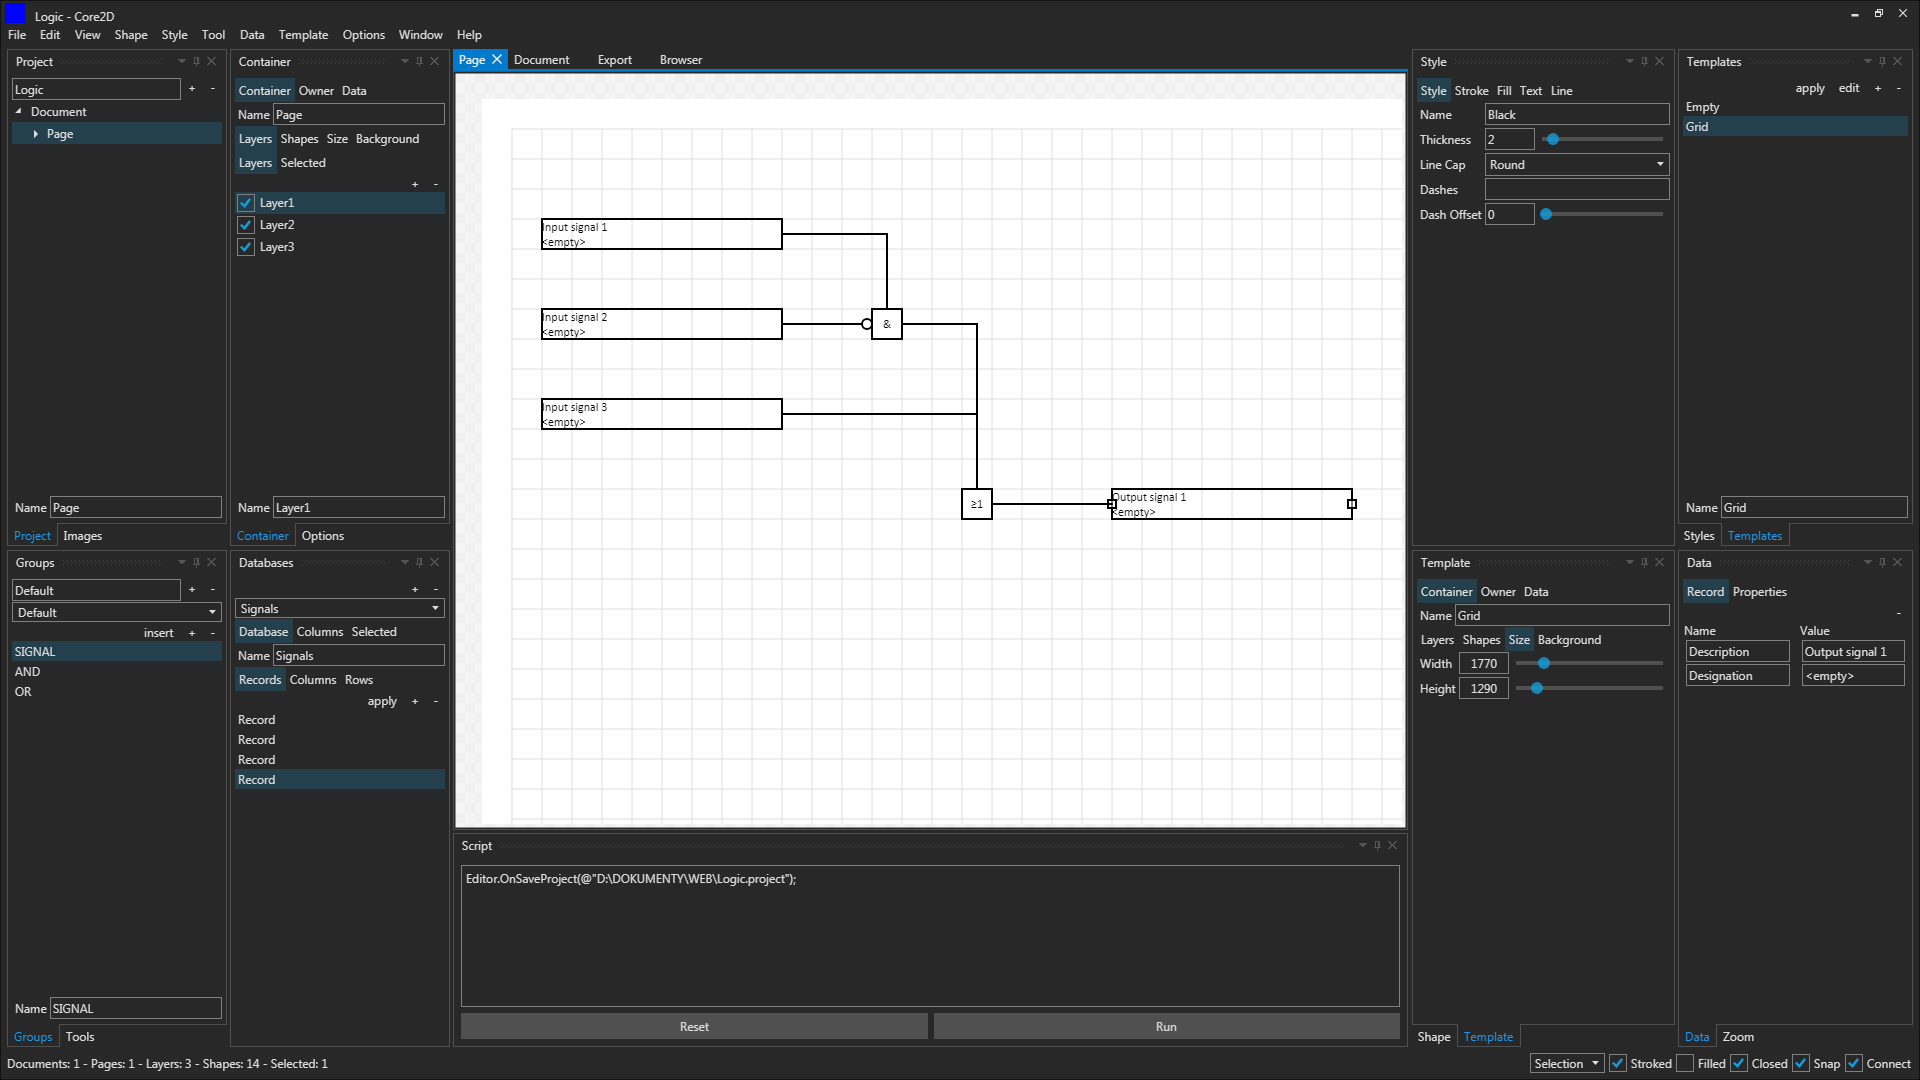 Logic - Core2D
File Edit View Shape Style Tool Data Template Options Window Help
Project
Logic + -
Document
Page
Name Page
Project Images
Container
Container Owner Data
Name Page
Layers Shapes Size Background
Layers Selected
+ -
Layer1
Layer2
Layer3
Name Layer1
Container Options
Groups
Default + -
Default
insert + -
SIGNAL
AND
OR
Name SIGNAL
Groups Tools
Databases
+ -
Signals
Database Columns Selected
Name Signals
Records Columns Rows
apply + -
Record
Record
Record
Record
Page Document Export Browser
Input signal 1
<empty>
Input signal 2
<empty>
&
Input signal 3
<empty>
≥1
Output signal 1
<empty>
Script
Editor.OnSaveProject(@"D:\DOKUMENTY\WEB\Logic.project");
Reset Run
Style
Style Stroke Fill Text Line
Name Black
Thickness 2
Line Cap Round
Dashes
Dash Offset 0
Templates
apply edit + -
Empty
Grid
Name Grid
Styles Templates
Template
Container Owner Data
Name Grid
Layers Shapes Size Background
Width 1770
Height 1290
Shape Template
Data
Record Properties
-
Name Value
Description Output signal 1
Designation <empty>
Data Zoom
Documents: 1 - Pages: 1 - Layers: 3 - Shapes: 14 - Selected: 1
Selection Stroked Filled Closed Snap Connect